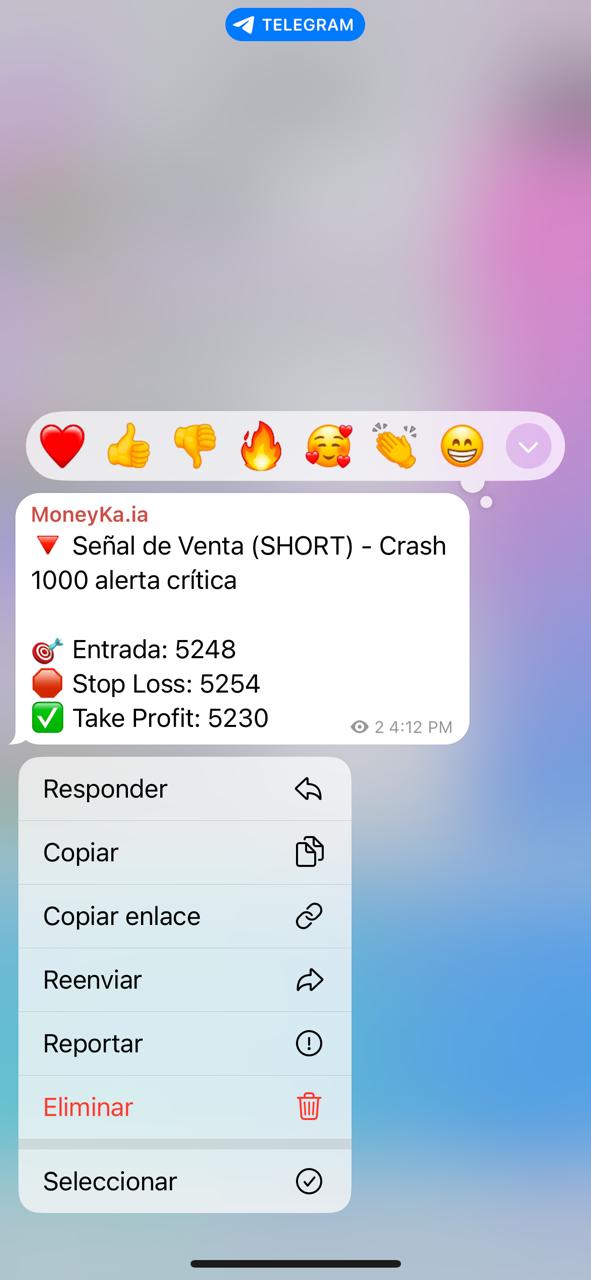 TELEGRAM
MoneyKa.ia
🔻 Señal de Venta (SHORT) - Crash
1000 alerta crítica
🎯 Entrada: 5248
🛑 Stop Loss: 5254
✅ Take Profit: 5230
2 4:12 PM
Responder
Copiar
Copiar enlace
Reenviar
Reportar
Eliminar
Seleccionar